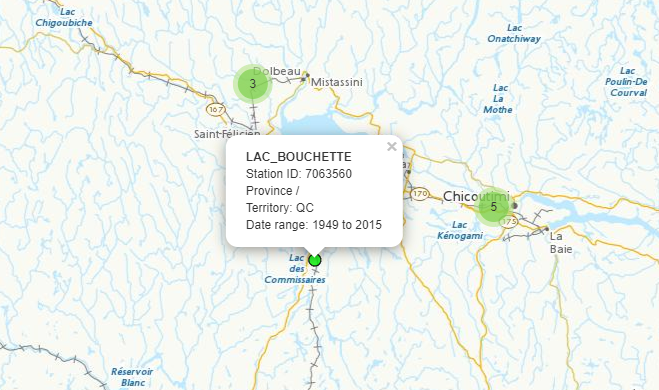 Lac
Chigoubiche
Lac
Onatchiway
Dolbeau
Mistassini
3
Lac
Poulin-De
Courval
Lac
La
Mothe
167
Saint-Félicien
LAC_BOUCHETTE
×
Station ID: 7063560
Province /
Territory: QC
Date range: 1949 to 2015
170
Chicoutimi
5
175
Lac
Kénogami
La
Baie
Lac
des
Commissaires
Réservoir
Blanc